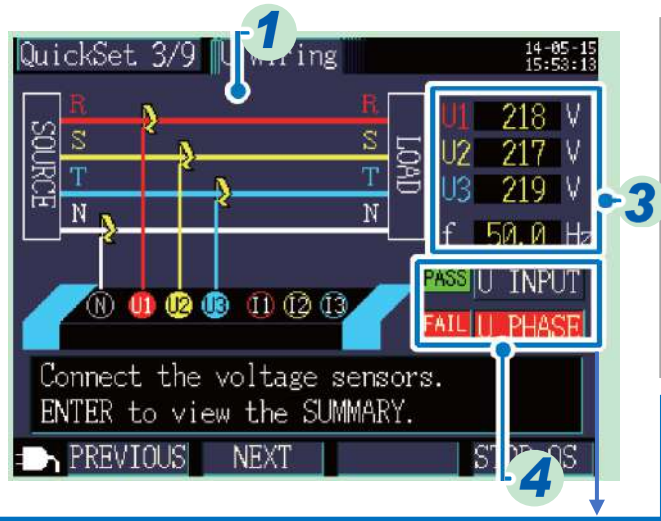 1
QuickSet 3/9
14-05-15
15:53:13
SOURCE
R
R
S
S
T
T
N
N
LOAD
U1 218 V
U2 217 V
U3 219 V
f 50.0 Hz
3
N U1 U2 U3 I1 I2 I3
PASS U INPUT
FAIL U PHASE
Connect the voltage sensors.
ENTER to view the SUMMARY.
PREVIOUS NEXT
4